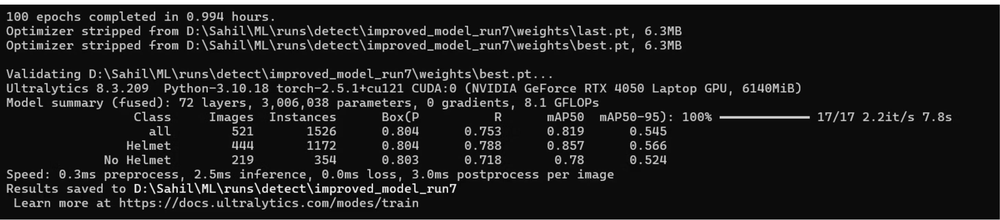 100 epochs completed in 0.994 hours.
Optimizer stripped from D:\Sahil\ML\runs\detect\improved_model_run7\weights\last.pt, 6.3MB
Optimizer stripped from D:\Sahil\ML\runs\detect\improved_model_run7\weights\best.pt, 6.3MB
Validating D:\Sahil\ML\runs\detect\improved_model_run7\weights\best.pt...
Ultralytics 8.3.209 Python-3.10.18 torch-2.5.1+cu121 CUDA:0 (NVIDIA GeForce RTX 4050 Laptop GPU, 6140MiB)
Model summary (fused): 72 layers, 3,006,038 parameters, 0 gradients, 8.1 GFLOPs
Class Images Instances Box(P R mAP50 mAP50-95): 100% ━━━━━━━━━━━━ 17/17 2.2it/s 7.8s
all 521 1526 0.804 0.753 0.819 0.545
Helmet 444 1172 0.804 0.788 0.857 0.566
No Helmet 219 354 0.803 0.718 0.78 0.524
Speed: 0.3ms preprocess, 2.5ms inference, 0.0ms loss, 3.0ms postprocess per image
Results saved to D:\Sahil\ML\runs\detect\improved_model_run7
Learn more at https://docs.ultralytics.com/modes/train